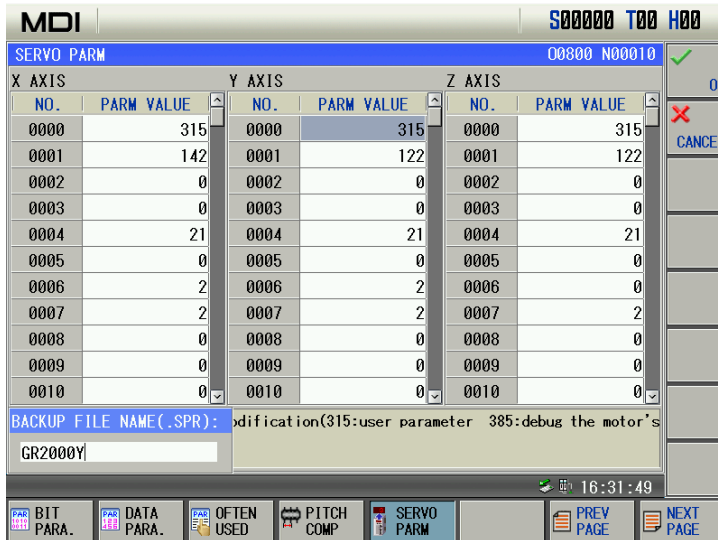 MDI
S00000 T00 H00
SERVO PARM
O0800 N00010
X AXIS Y AXIS Z AXIS
NO. PARM VALUE NO. PARM VALUE NO. PARM VALUE
0000 315 0000 315 0000 315
0001 142 0001 122 0001 122
0002 0 0002 0 0002 0
0003 0 0003 0 0003 0
0004 21 0004 21 0004 21
0005 0 0005 0 0005 0
0006 2 0006 2 0006 0
0007 2 0007 2 0007 2
0008 0 0008 0 0008 0
0009 0 0009 0 0009 0
0010 0 0010 0 0010 0
O
CANCE
BACKUP FILE NAME(.SPR):
dification(315:user parameter 385:debug the motor's
GR2000Y
16:31:49
PAR BIT PARA.
PAR DATA PARA.
PAR OFTEN USED
PITCH COMP
SERVO PARM
PREV PAGE
NEXT PAGE